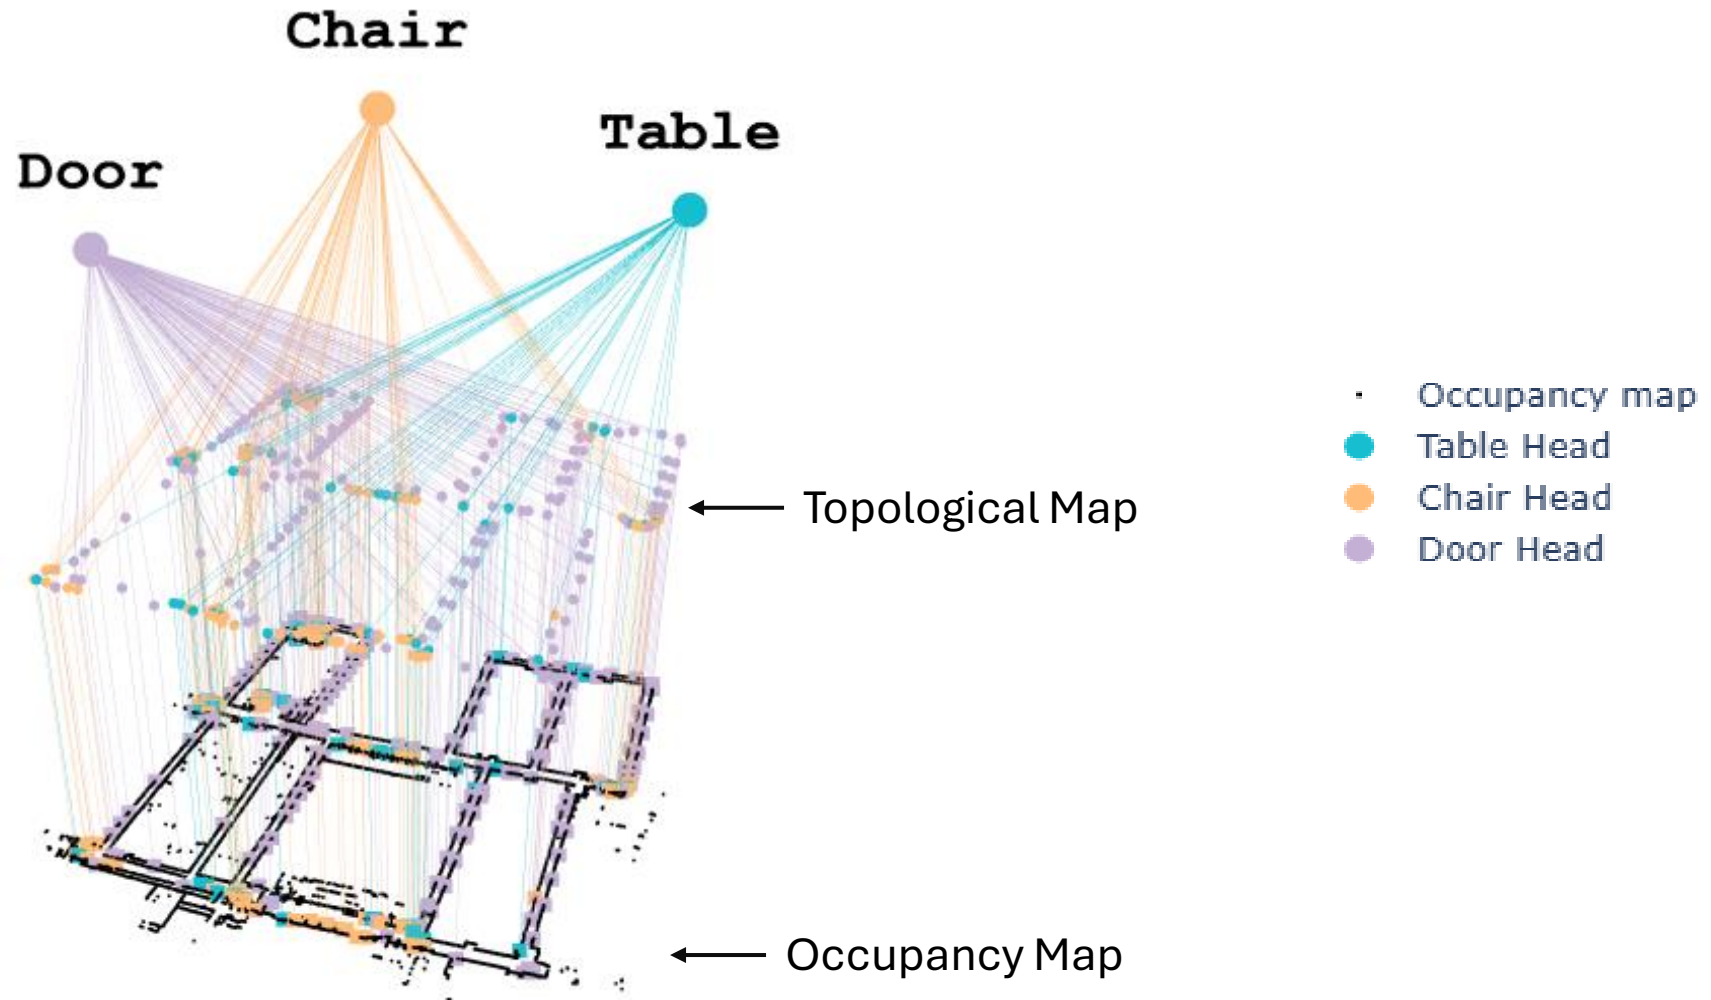 Chair
Table
Door
Occupancy map
Table Head
Chair Head
Door Head
Topological Map
Occupancy Map